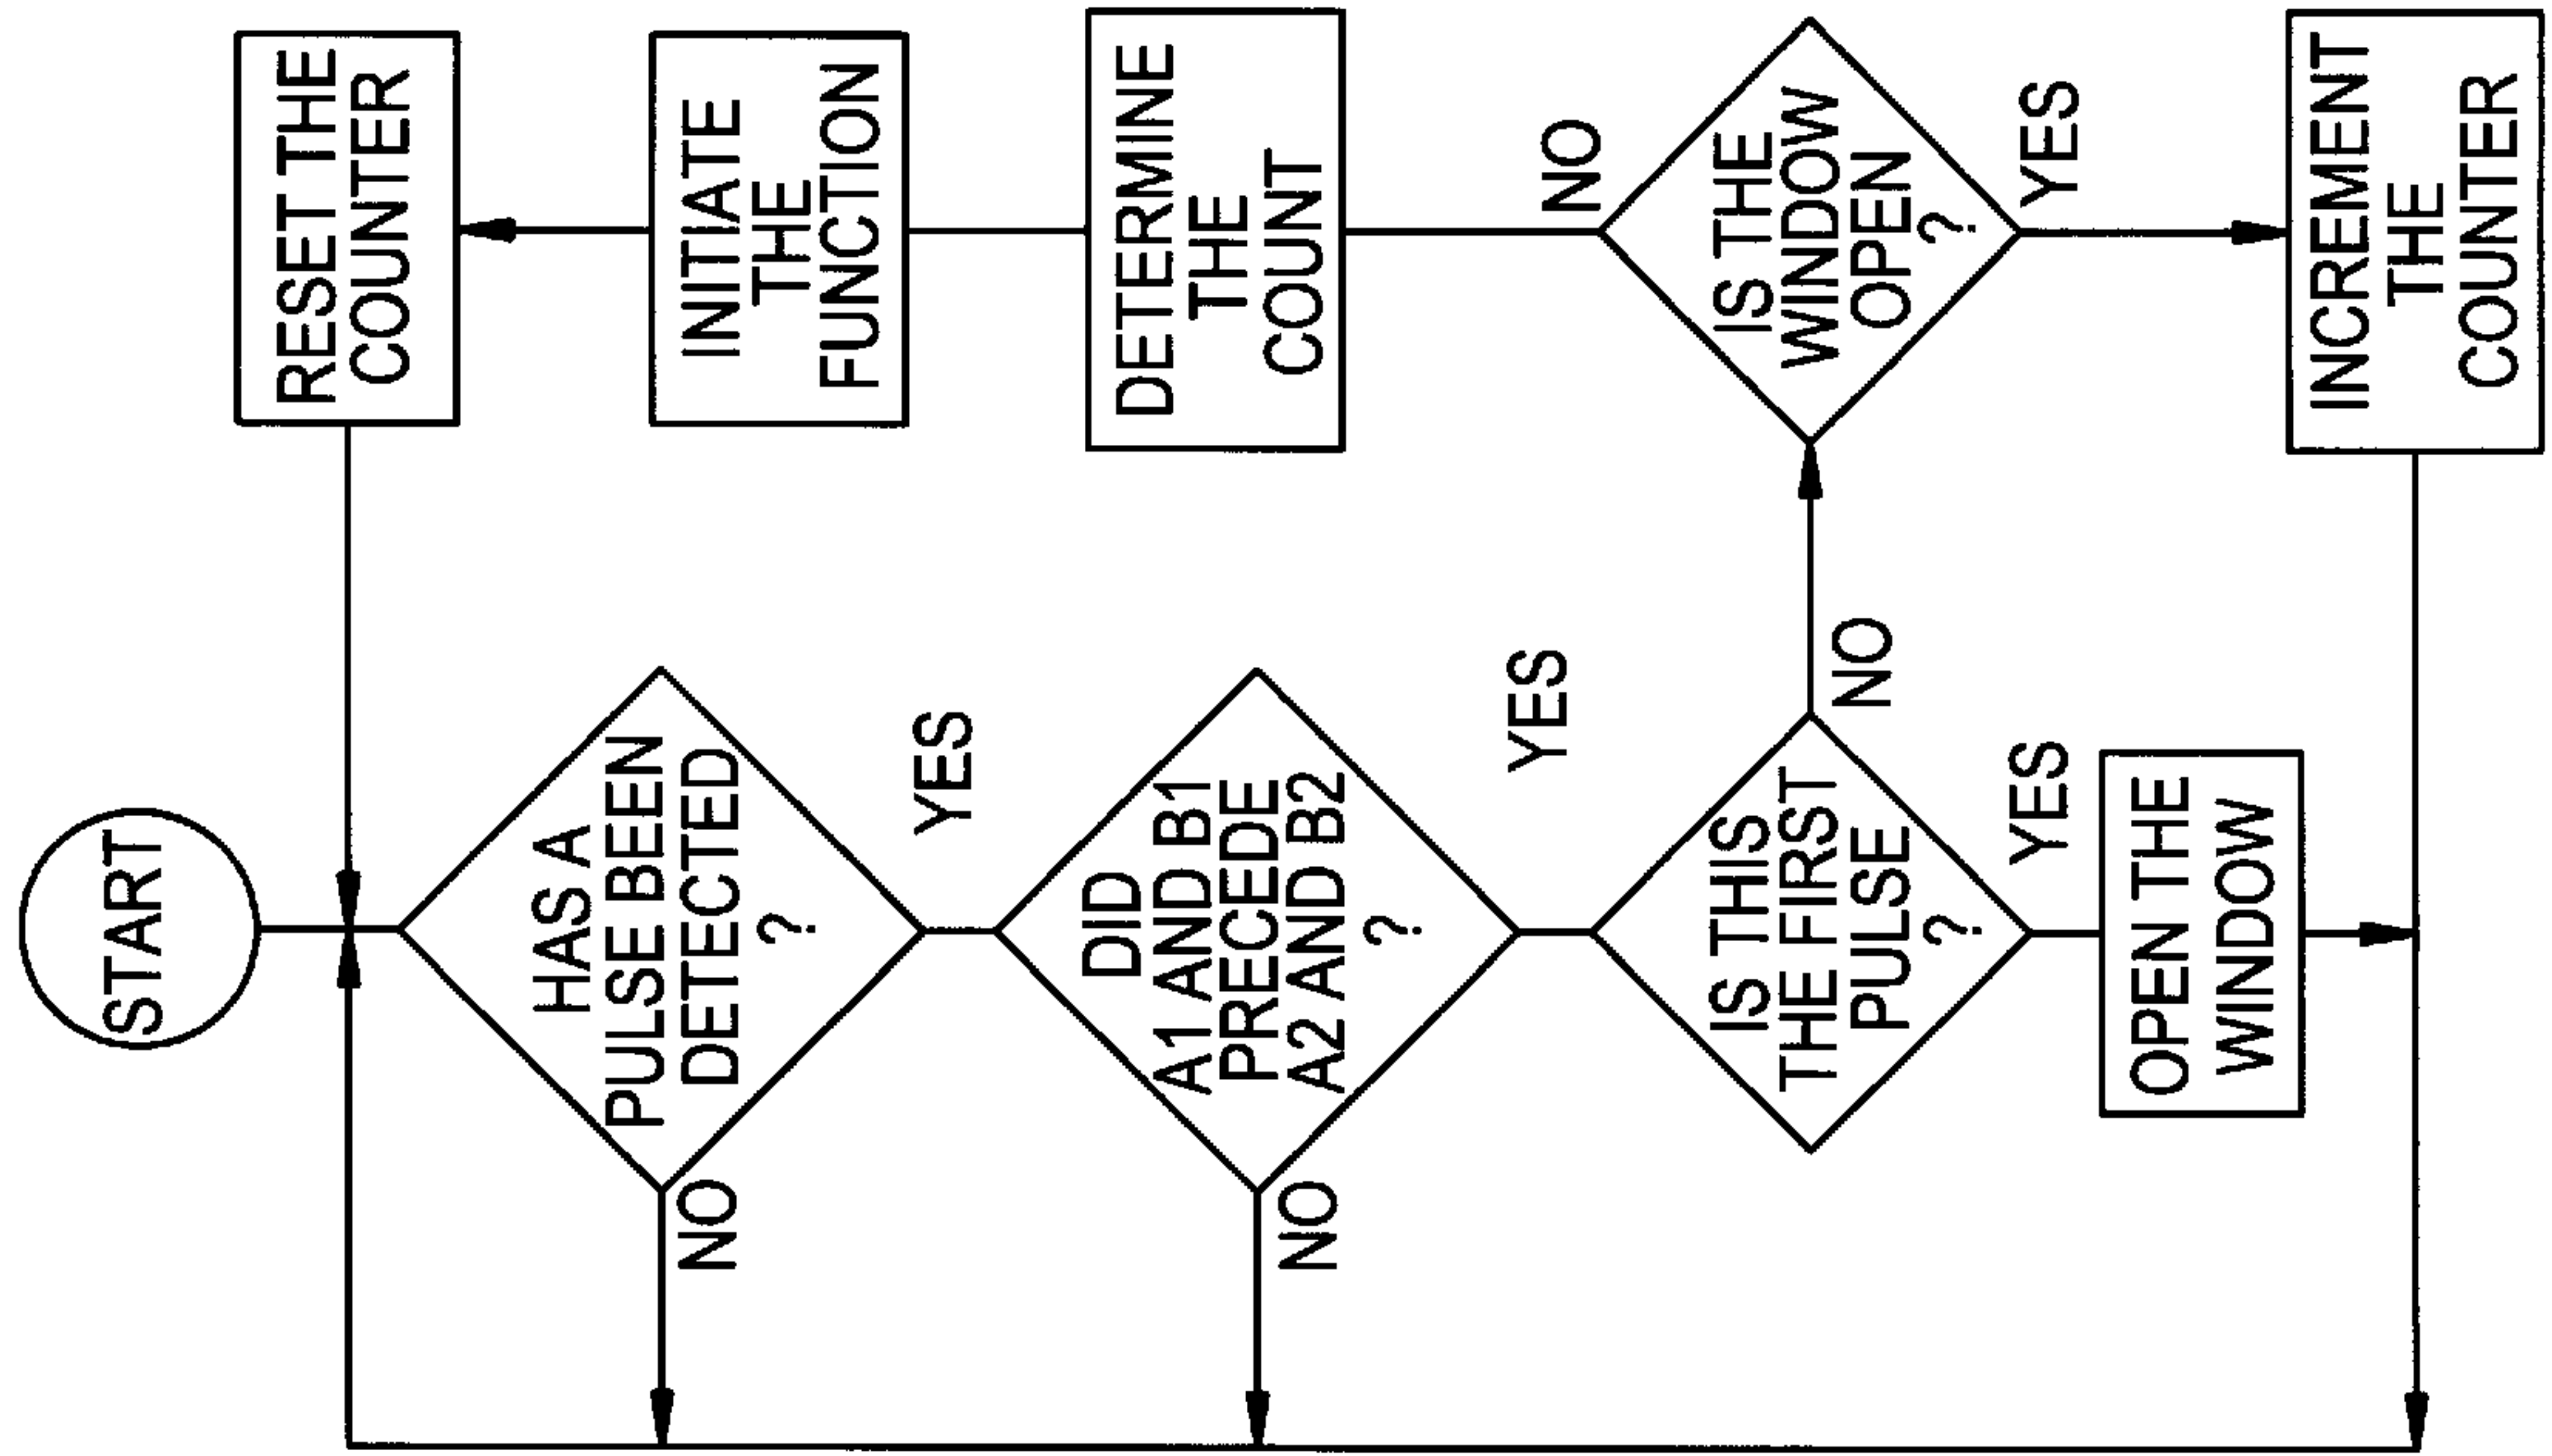 START
HAS A
PULSE BEEN
DETECTED
?
NO
YES
DID
A1 AND B1
PRECEDE
A2 AND B2
?
NO
YES
IS THIS
THE FIRST
PULSE
?
NO
YES
OPEN THE
WINDOW
RESET THE
COUNTER
INITIATE
THE
FUNCTION
DETERMINE
THE
COUNT
NO
IS THE
WINDOW
OPEN
?
YES
INCREMENT
THE
COUNTER